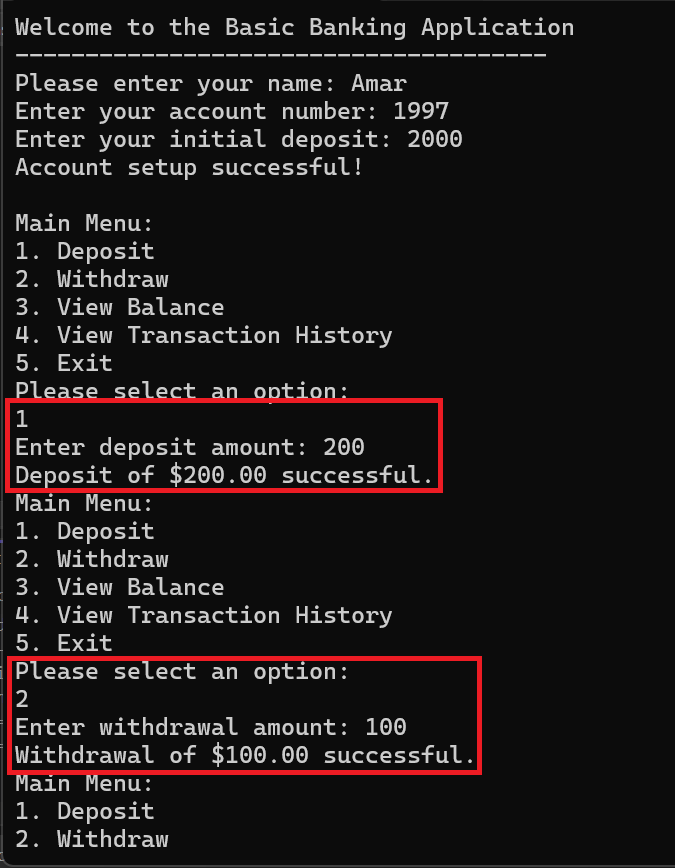 Welcome to the Basic Banking Application
--------------------------------------
Please enter your name: Amar
Enter your account number: 1997
Enter your initial deposit: 2000
Account setup successful!
Main Menu:
1. Deposit
2. Withdraw
3. View Balance
4. View Transaction History
5. Exit
Please select an option:
1
Enter deposit amount: 200
Deposit of $200.00 successful.
Main Menu:
1. Deposit
2. Withdraw
3. View Balance
4. View Transaction History
5. Exit
Please select an option:
2
Enter withdrawal amount: 100
Withdrawal of $100.00 successful.
Main Menu:
1. Deposit
2. Withdraw